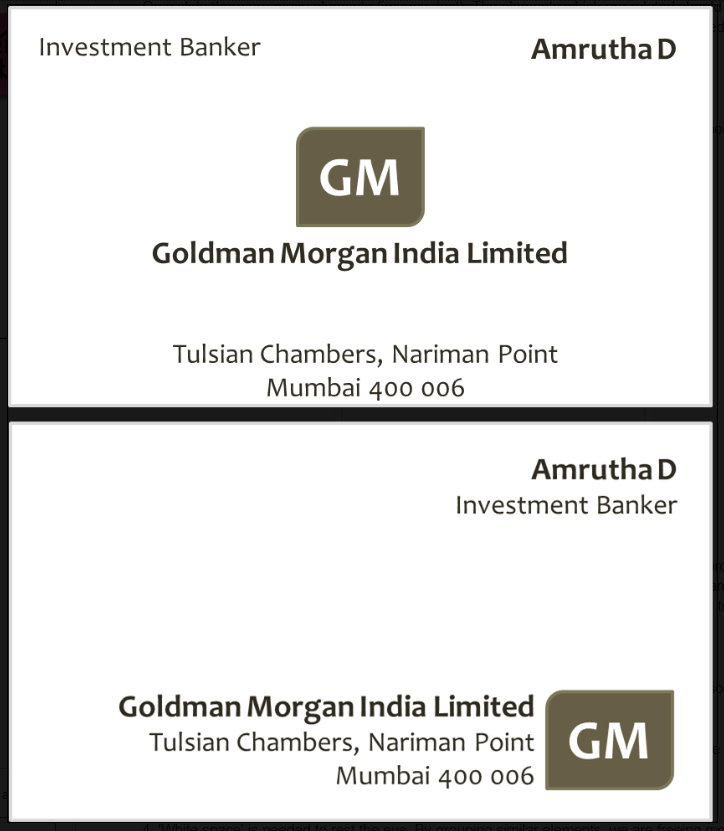 Investment Banker
Amrutha D
GM
Goldman Morgan India Limited
Tulsian Chambers, Nariman Point
Mumbai 400 006
Amrutha D
Investment Banker
Goldman Morgan India Limited
Tulsian Chambers, Nariman Point
Mumbai 400 006
GM